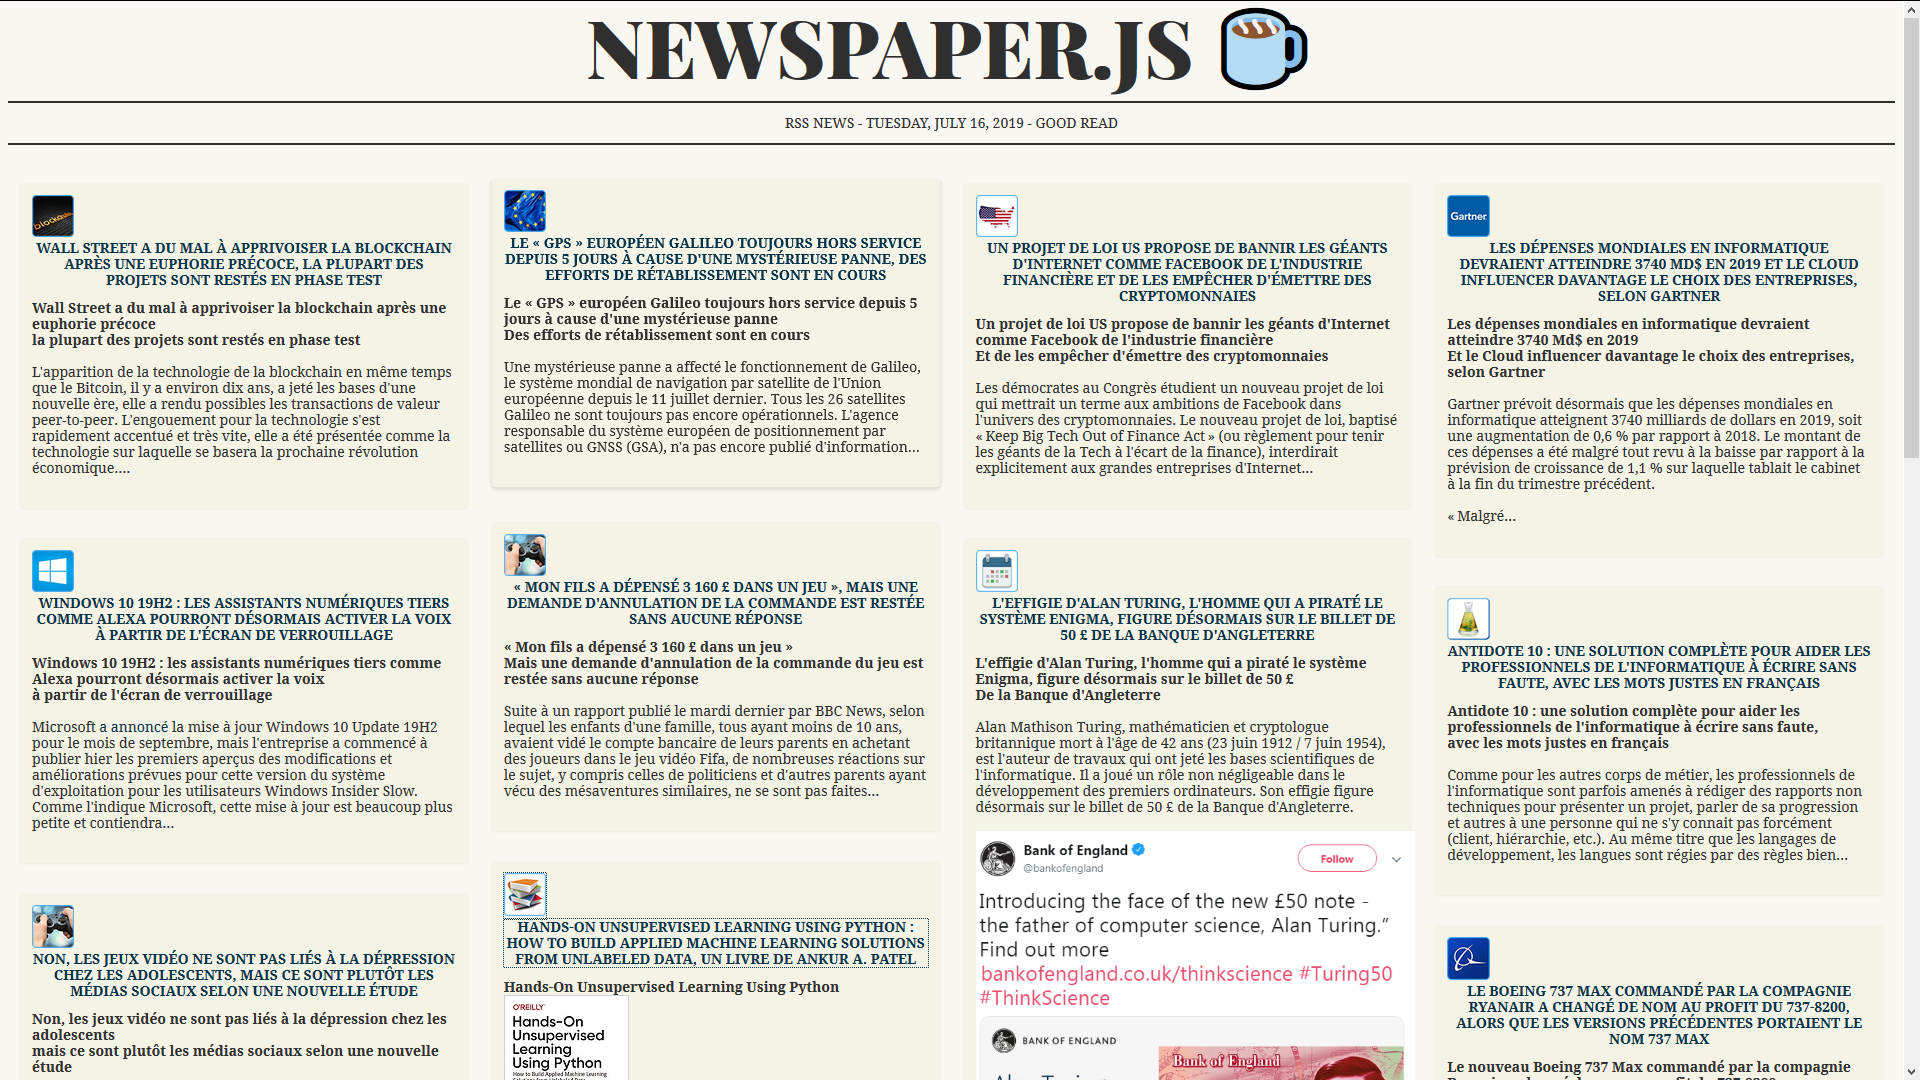 NEWSPAPER.JS
RSS NEWS - TUESDAY, JULY 16, 2019 - GOOD READ
WALL STREET A DU MAL À APPRIVOISER LA BLOCKCHAIN
APRÈS UNE EUPHORIE PRÉCOCE, LA PLUPART DES
PROJETS SONT RESTÉS EN PHASE TEST
Wall Street a du mal à apprivoiser la blockchain après une
euphorie précoce
la plupart des projets sont restés en phase test
L'apparition de la technologie de la blockchain en même temps
que le Bitcoin, il y a environ dix ans, a jeté les bases d'une
nouvelle ère, elle a rendu possibles les transactions de valeur
peer-to-peer. L'engouement pour la technologie s'est
rapidement accentué et très vite, elle a été présentée comme la
technologie sur laquelle se basera la prochaine révolution
économique....
WINDOWS 10 19H2 : LES ASSISTANTS NUMÉRIQUES TIERS
COMME ALEXA POURRONT DÉSORMAIS ACTIVER LA VOIX
À PARTIR DE L'ÉCRAN DE VERROUILLAGE
Windows 10 19H2 : les assistants numériques tiers comme
Alexa pourront désormais activer la voix
à partir de l'écran de verrouillage
Microsoft a annoncé la mise à jour Windows 10 Update 19H2
pour le mois de septembre, mais l'entreprise a commencé à
publier hier les premiers aperçus des modifications et
améliorations prévues pour cette version du système
d'exploitation pour les utilisateurs Windows Insider Slow.
Comme l'indique Microsoft, cette mise à jour est beaucoup plus
petite et contiendra...
NON, LES JEUX VIDÉO NE SONT PAS LIÉS À LA DÉPRESSION
CHEZ LES ADOLESCENTS, MAIS CE SONT PLUTÔT LES
MÉDIAS SOCIAUX SELON UNE NOUVELLE ÉTUDE
Non, les jeux vidéo ne sont pas liés à la dépression chez les
adolescents
mais ce sont plutôt les médias sociaux selon une nouvelle
étude
LE « GPS » EUROPÉEN GALILEO TOUJOURS HORS SERVICE
DEPUIS 5 JOURS À CAUSE D'UNE MYSTÉRIEUSE PANNE, DES
EFFORTS DE RÉTABLISSEMENT SONT EN COURS
Le « GPS » européen Galileo toujours hors service depuis 5
jours à cause d'une mystérieuse panne
Des efforts de rétablissement sont en cours
Une mystérieuse panne a affecté le fonctionnement de Galileo,
le système mondial de navigation par satellite de l'Union
européenne depuis le 11 juillet dernier. Tous les 26 satellites
Galileo ne sont toujours pas encore opérationnels. L'agence
responsable du système européen de positionnement par
satellites ou GNSS (GSA), n'a pas encore publié d'information...
« MON FILS A DÉPENSÉ 3 160 £ DANS UN JEU », MAIS UNE
DEMANDE D'ANNULATION DE LA COMMANDE EST RESTÉE
SANS AUCUNE RÉPONSE
« Mon fils a dépensé 3 160 £ dans un jeu »
Mais une demande d'annulation de la commande du jeu est
restée sans aucune réponse
Suite à un rapport publié le mardi dernier par BBC News, selon
lequel les enfants d'une famille, tous ayant moins de 10 ans,
avaient vidé le compte bancaire de leurs parents en achetant
des joueurs dans le jeu vidéo Fifa, de nombreuses réactions sur
le sujet, y compris celles de politiciens et d'autres parents ayant
vécu des mésaventures similaires, ne se sont pas faites...
HANDS-ON UNSUPERVISED LEARNING USING PYTHON :
HOW TO BUILD APPLIED MACHINE LEARNING SOLUTIONS
FROM UNLABELED DATA, UN LIVRE DE ANKUR A. PATEL
Hands-On Unsupervised Learning Using Python
O'REILLY
Hands-On
Unsupervised
Learning
Using Python
How to Build Applied Machine Learning
UN PROJET DE LOI US PROPOSE DE BANNIR LES GÉANTS
D'INTERNET COMME FACEBOOK DE L'INDUSTRIE
FINANCIÈRE ET DE LES EMPÊCHER D'ÉMETTRE DES
CRYPTOMONNAIES
Un projet de loi US propose de bannir les géants d'Internet
comme Facebook de l'industrie financière
Et de les empêcher d'émettre des cryptomonnaies
Les démocrates au Congrès étudient un nouveau projet de loi
qui mettrait un terme aux ambitions de Facebook dans
l'univers des cryptomonnaies. Le nouveau projet de loi, baptisé
« Keep Big Tech Out of Finance Act » (ou règlement pour tenir
les géants de la Tech à l'écart de la finance), interdirait
explicitement aux grandes entreprises d'Internet...
L'EFFIGIE D'ALAN TURING, L'HOMME QUI A PIRATÉ LE
SYSTÈME ENIGMA, FIGURE DÉSORMAIS SUR LE BILLET DE
50 £ DE LA BANQUE D'ANGLETERRE
L'effigie d'Alan Turing, l'homme qui a piraté le système
Enigma, figure désormais sur le billet de 50 £
De la Banque d'Angleterre
Alan Mathison Turing, mathématicien et cryptologue
britannique mort à l'âge de 42 ans (23 juin 1912 / 7 juin 1954),
est l'auteur de travaux qui ont jeté les bases scientifiques de
l'informatique. Il a joué un rôle non négligeable dans le
développement des premiers ordinateurs. Son effigie figure
désormais sur le billet de 50 £ de la Banque d'Angleterre.
Bank of England
Follow
@bankofengland
Introducing the face of the new £50 note -
the father of computer science, Alan Turing.”
Find out more
bankofengland.co.uk/thinkscience #Turing50
#ThinkScience
BANK OF ENGLAND
Bank of England
Alan Turing
Gartner
LES DÉPENSES MONDIALES EN INFORMATIQUE
DEVRAIENT ATTEINDRE 3740 MD$ EN 2019 ET LE CLOUD
INFLUENCER DAVANTAGE LE CHOIX DES ENTREPRISES,
SELON GARTNER
Les dépenses mondiales en informatique devraient
atteindre 3740 Md$ en 2019
Et le Cloud influencer davantage le choix des entreprises,
selon Gartner
Gartner prévoit désormais que les dépenses mondiales en
informatique atteignent 3740 milliards de dollars en 2019, soit
une augmentation de 0,6 % par rapport à 2018. Le montant de
ces dépenses a été malgré tout revu à la baisse par rapport à la
prévision de croissance de 1,1 % sur laquelle tablait le cabinet
à la fin du trimestre précédent.
« Malgré...
ANTIDOTE 10 : UNE SOLUTION COMPLÈTE POUR AIDER LES
PROFESSIONNELS DE L'INFORMATIQUE À ÉCRIRE SANS
FAUTE, AVEC LES MOTS JUSTES EN FRANÇAIS
Antidote 10 : une solution complète pour aider les
professionnels de l'informatique à écrire sans faute,
avec les mots justes en français
Comme pour les autres corps de métier, les professionnels de
l'informatique sont parfois amenés à rédiger des rapports non
techniques pour présenter un projet, parler de sa progression
et autres à une personne qui ne s'y connait pas forcément
(client, hiérarchie, etc.). Au même titre que les langages de
développement, les langues sont régies par des règles bien...
LE BOEING 737 MAX COMMANDÉ PAR LA COMPAGNIE
RYANAIR A CHANGÉ DE NOM AU PROFIT DU 737-8200,
ALORS QUE LES VERSIONS PRÉCÉDENTES PORTAIENT LE
NOM 737 MAX
Le nouveau Boeing 737 Max commandé par la compagnie